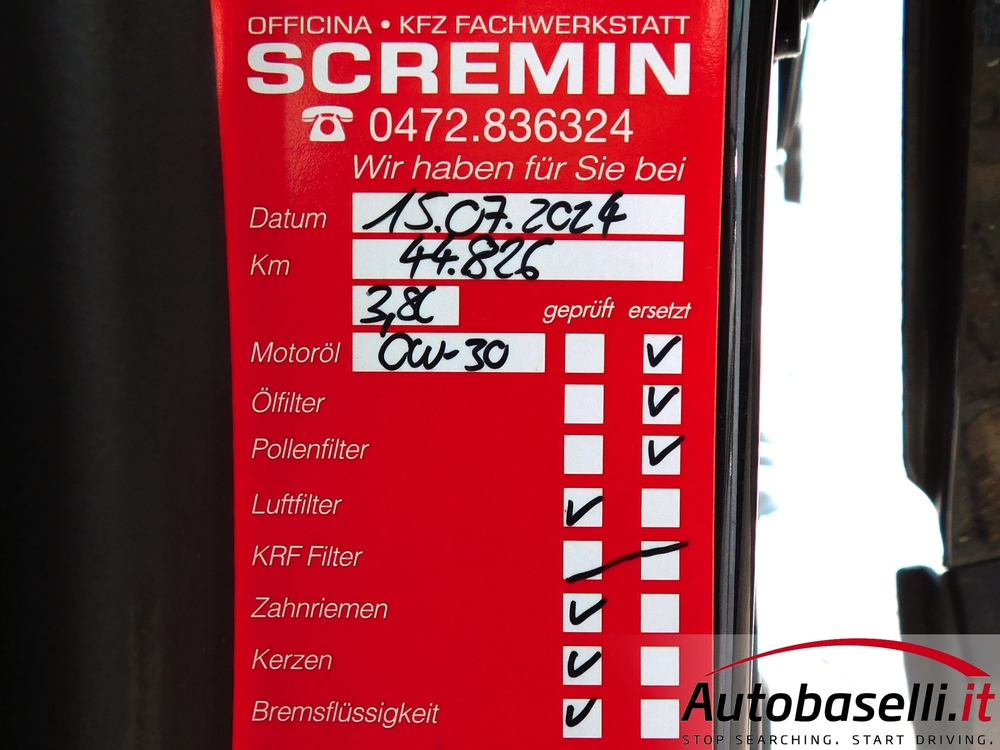 OFFICINA • KFZ FACHWERKSTATT
SCREMIN
☎ 0472.836324
Wir haben für Sie bei
Datum 15.07.2024
Km 44.826
3,8L geprüft ersetzt
Motoröl 0W-30 ✓
Ölfilter ✓
Pollenfilter ✓
Luftfilter ✓
KRF Filter
Zahnriemen ✓
Kerzen ✓
Bremsflüssigkeit ✓
Autobaselli.it
STOP SEARCHING. START DRIVING.